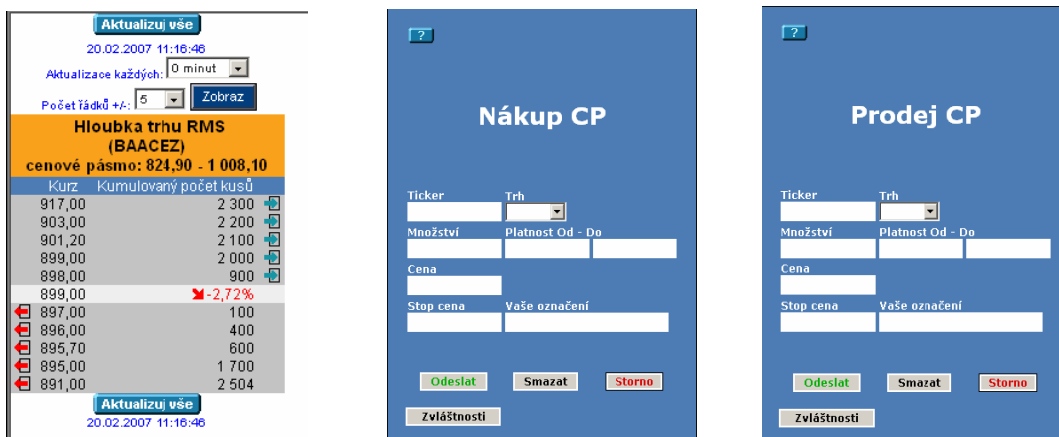 Aktualizuj vše
20.02.2007 11:16:46
Aktualizace každých: 0 minut
Počet řádků +/-: 5 Zobraz
Hloubka trhu RMS
(BAACEZ)
cenové pásmo: 824,90 - 1 008,10
Kurz Kumulovaný počet kusů
917,00 2 300
903,00 2 200
901,20 2 100
899,00 2 000
898,00 900
899,00 -2,72%
897,00 100
896,00 400
895,70 600
895,00 1 700
891,00 2 504
Aktualizuj vše
20.02.2007 11:16:46
?
Nákup CP
Ticker Trh
Množství Platnost Od - Do
Cena
Stop cena Vaše označení
Odeslat Smazat Storno
Zvláštnosti
?
Prodej CP
Ticker Trh
Množství Platnost Od - Do
Cena
Stop cena Vaše označení
Odeslat Smazat Storno
Zvláštnosti